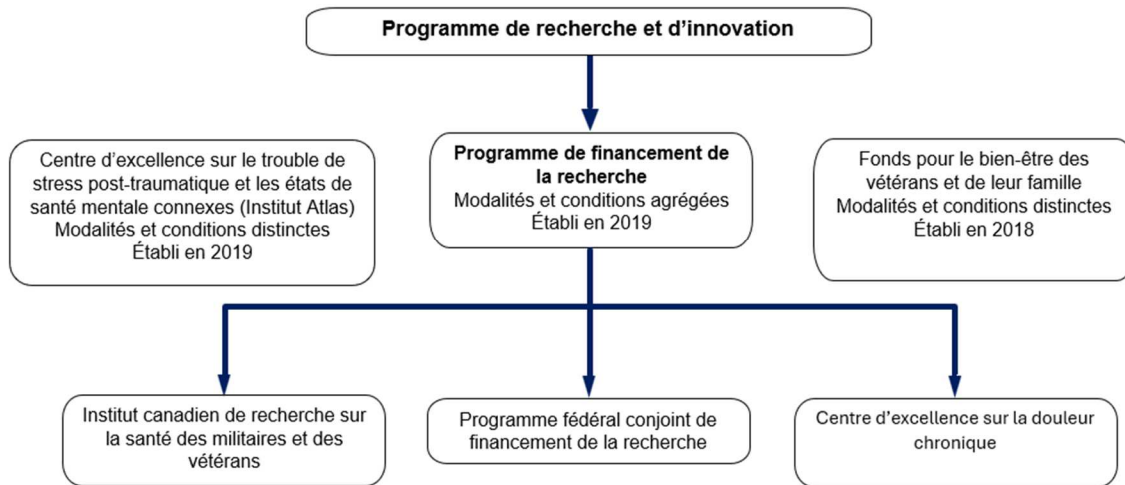 Programme de recherche et d’innovation
Centre d’excellence sur le trouble de
stress post-traumatique et les états de
santé mentale connexes (Institut Atlas)
Modalités et conditions distinctes
Établi en 2019
Programme de financement de
la recherche
Modalités et conditions agrégées
Établi en 2019
Fonds pour le bien-être des
vétérans et de leur famille
Modalités et conditions distinctes
Établi en 2018
Institut canadien de recherche sur
la santé des militaires et des
vétérans
Programme fédéral conjoint de
financement de la recherche
Centre d’excellence sur la douleur
chronique